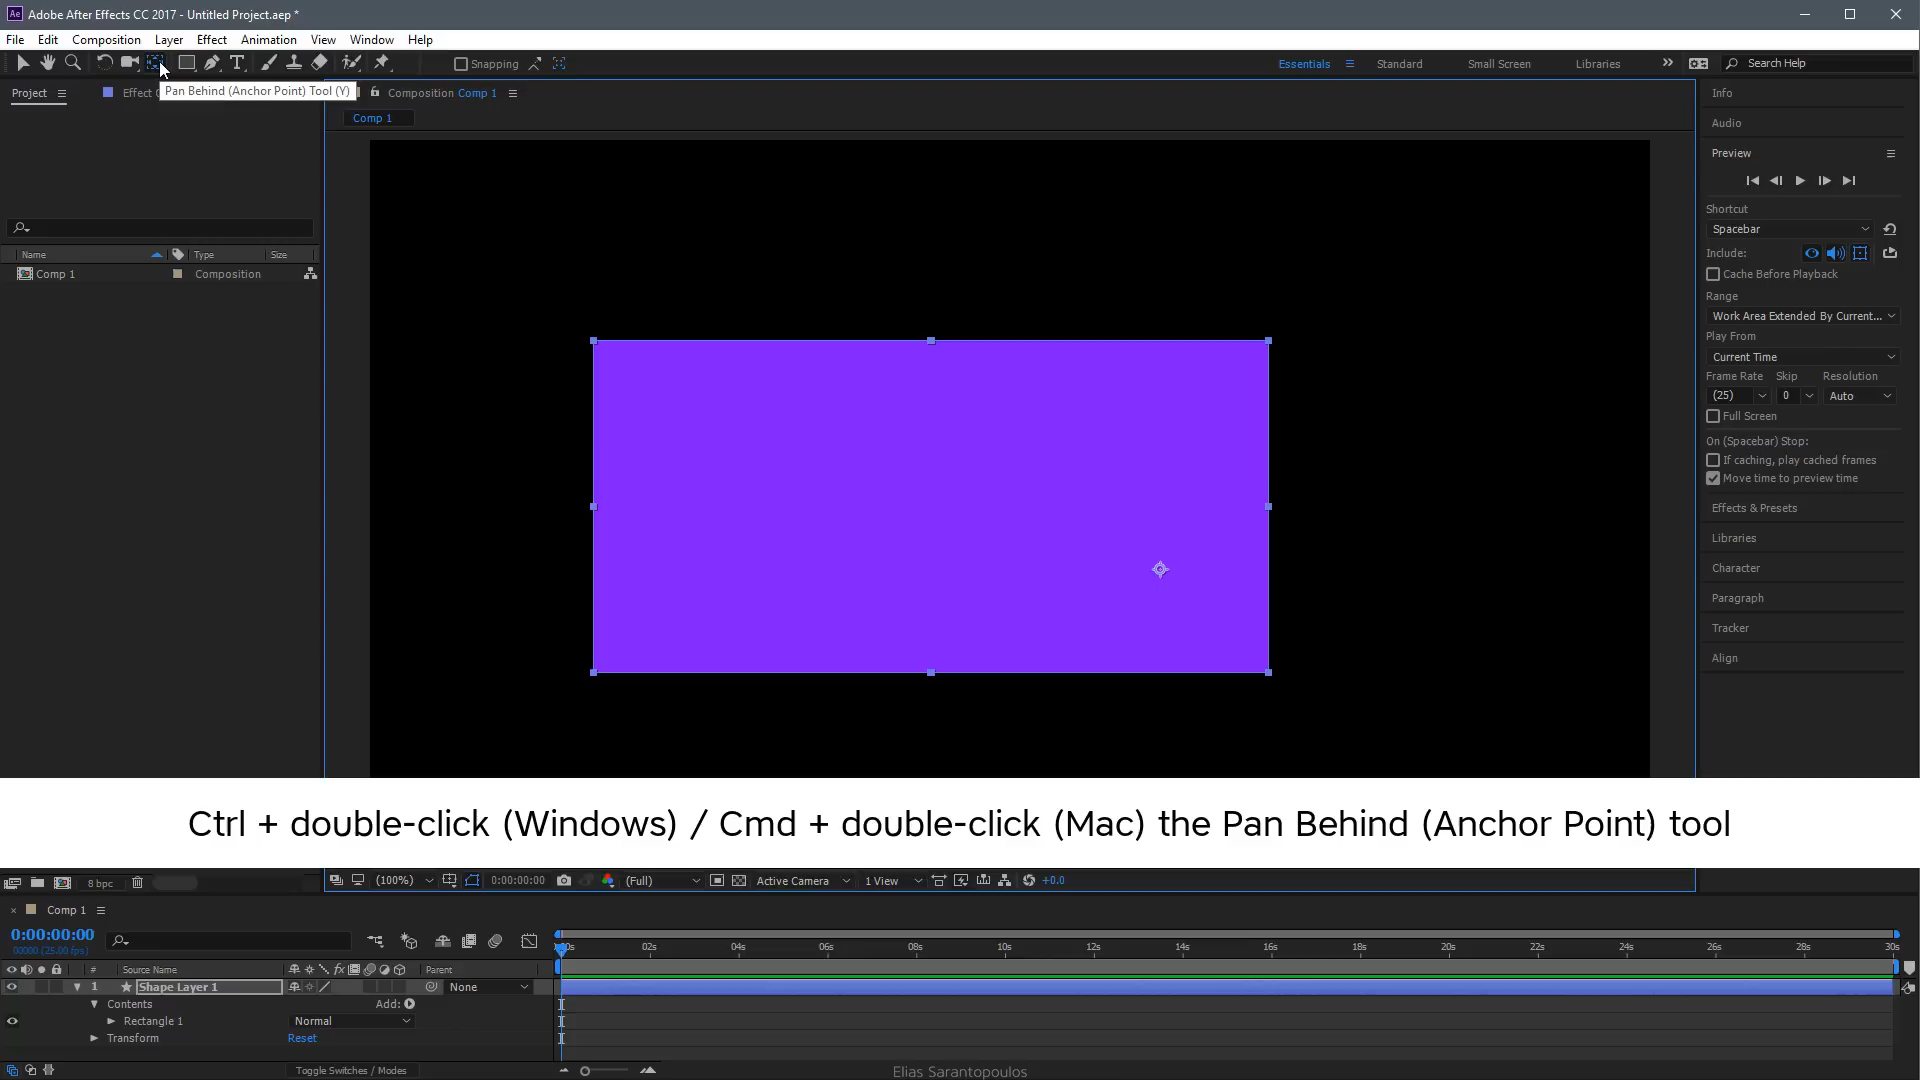 Adobe After Effects CC 2017 - Untitled Project.aep *
File Edit Composition Layer Effect Animation View Window Help
Snapping Essentials Standard Small Screen Libraries Search Help
Pan Behind (Anchor Point) Tool (Y)
Project Effect Composition Comp 1
Comp 1
Name Type Size
Comp 1 Composition
Info
Audio
Preview
Shortcut
Spacebar
Include:
Cache Before Playback
Range
Work Area Extended By Current...
Play From
Current Time
Frame Rate Skip Resolution
(25) 0 Auto
Full Screen
On (Spacebar) Stop:
If caching, play cached frames
Move time to preview time
Effects & Presets
Libraries
Character
Paragraph
Tracker
Align
Ctrl + double-click (Windows) / Cmd + double-click (Mac) the Pan Behind (Anchor Point) tool
8 bpc (100%) 0:00:00:00 (Full) Active Camera 1 View +0.0
Comp 1
0:00:00:00
00000 (25.00 fps)
02s 04s 06s 08s 10s 12s 14s 16s 18s 20s 22s 24s 26s 28s 30s
# Source Name fx Parent
1 Shape Layer 1 None
Contents Add:
Rectangle 1 Normal
Transform Reset
Toggle Switches / Modes
Elias Sarantopoulos